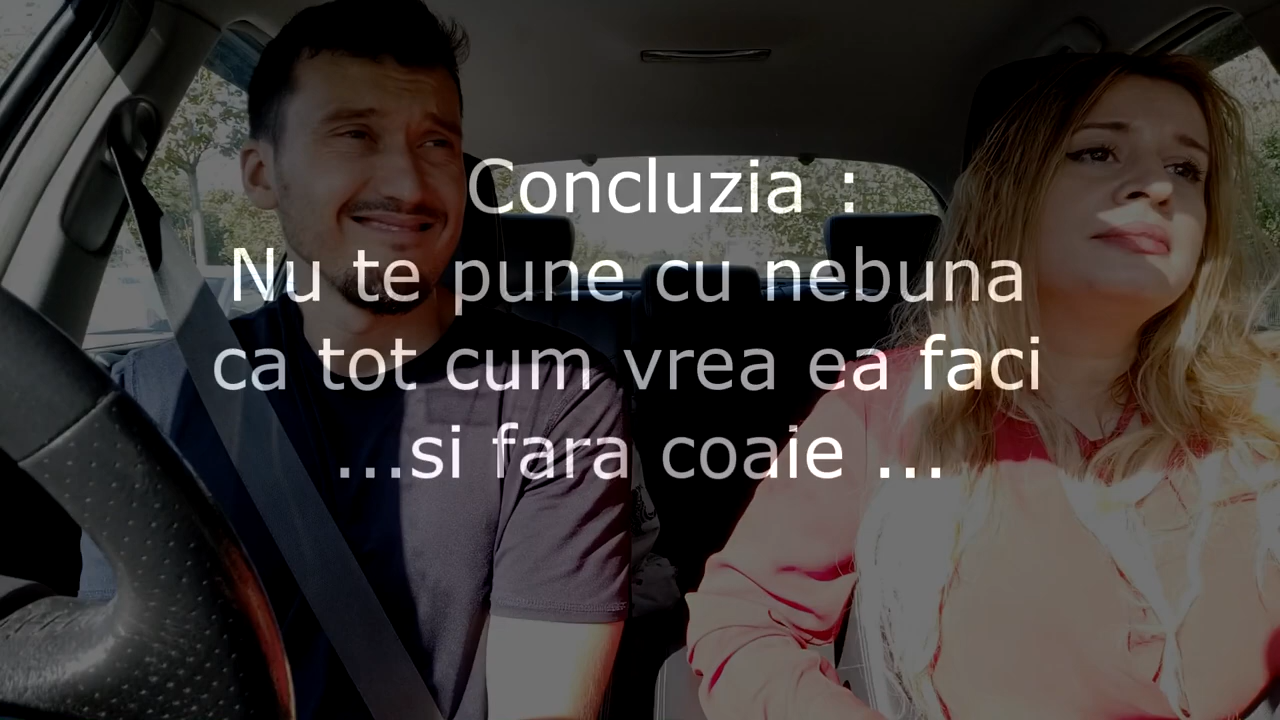 Concluzia :
Nu te pune cu nebuna
ca tot cum vrea ea faci
...si fara coaie ...